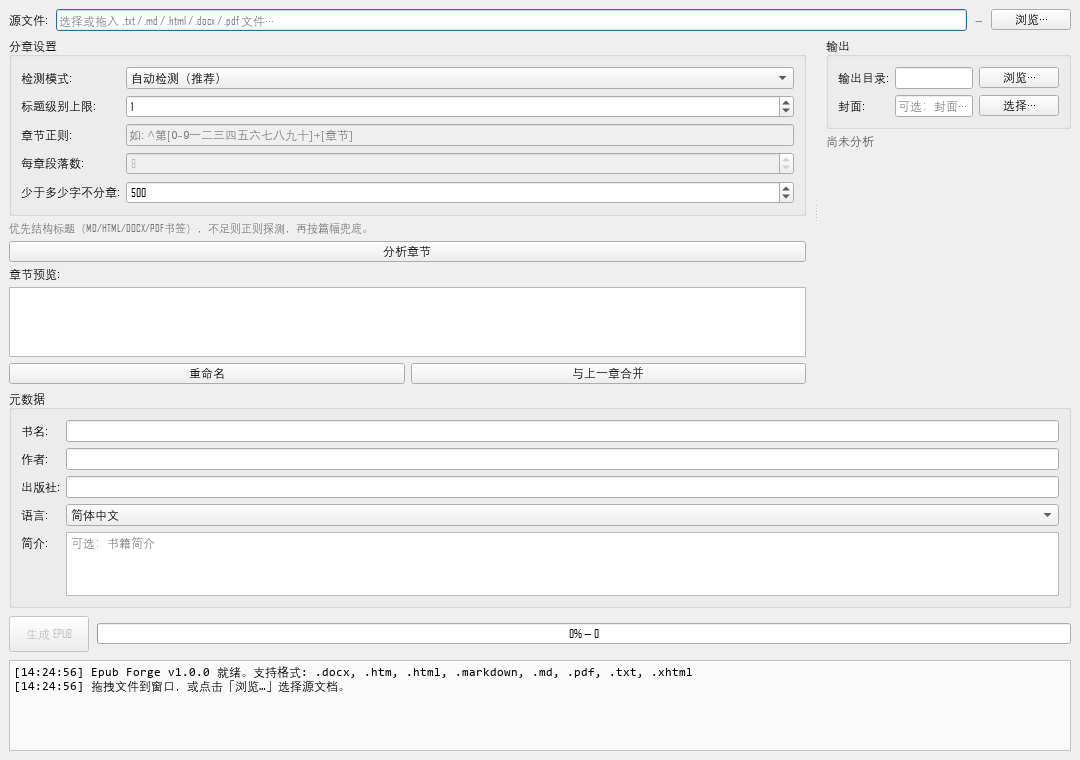 源文件: 选择或拖入 .txt / .md / .html / .docx / .pdf 文件… – 浏览…
分章设置
检测模式: 自动检测（推荐）
标题级别上限: 1
章节正则: 如: ^第[0-9一二三四五六七八九十]+[章节]
每章段落数: 8
少于多少字不分章: 500
优先结构标题（MD/HTML/DOCX/PDF书签），不足则正则探测，再按篇幅兜底。
分析章节
章节预览:
重命名 与上一章合并
输出
输出目录: 浏览…
封面: 可选：封面… 选择…
尚未分析
元数据
书名:
作者:
出版社:
语言: 简体中文
简介: 可选：书籍简介
生成 EPUB 0% – 0
[14:24:56] Epub Forge v1.0.0 就绪。支持格式: .docx, .htm, .html, .markdown, .md, .pdf, .txt, .xhtml
[14:24:56] 拖拽文件到窗口，或点击「浏览…」选择源文档。